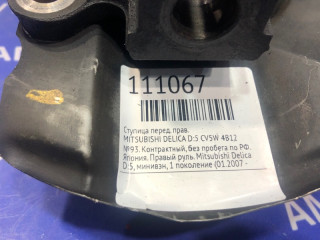 111067
Ступица перед. прав.
MITSUBISHI DELICA D:5 CV5W 4B12
№93. Контрактный, без пробега по РФ.
Япония. Правый руль. Mitsubishi Delica
D:5, минивэн, 1 поколение (01.2007 -
AM